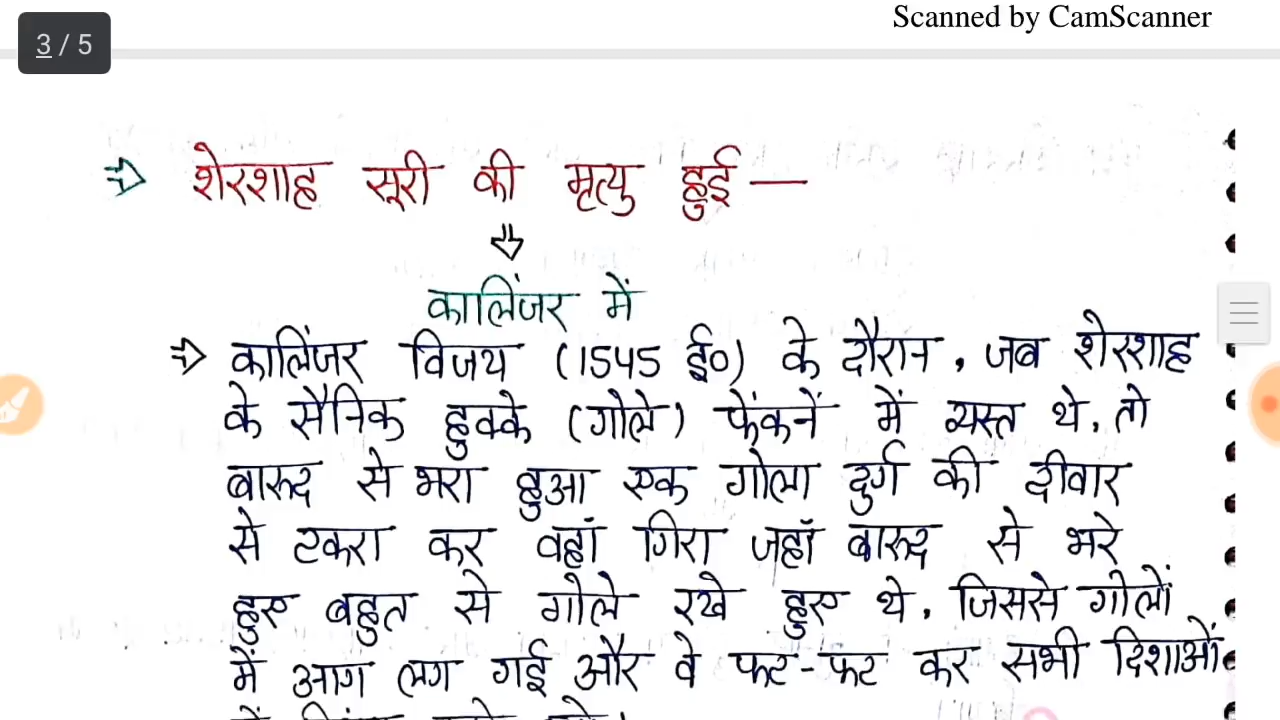 Scanned by CamScanner
3 / 5
⇒ शेरशाह सूरी की मृत्यु हुई —
⇓
कालिंजर में
⇒ कालिंजर विजय (1545 ई०) के दौरान, जब शेरशाह
के सैनिक हुक्के (गोले) फेंकनें में व्यस्त थे, तो
बारूद से भरा हुआ एक गोला दुर्ग की दीवार
से टकरा कर वहाँ गिरा जहाँ बारूद से भरे
हुए बहुत से गोले रखे हुए थे, जिससे गोलों
में आग लग गई और वे फट-फट कर सभी दिशाओं